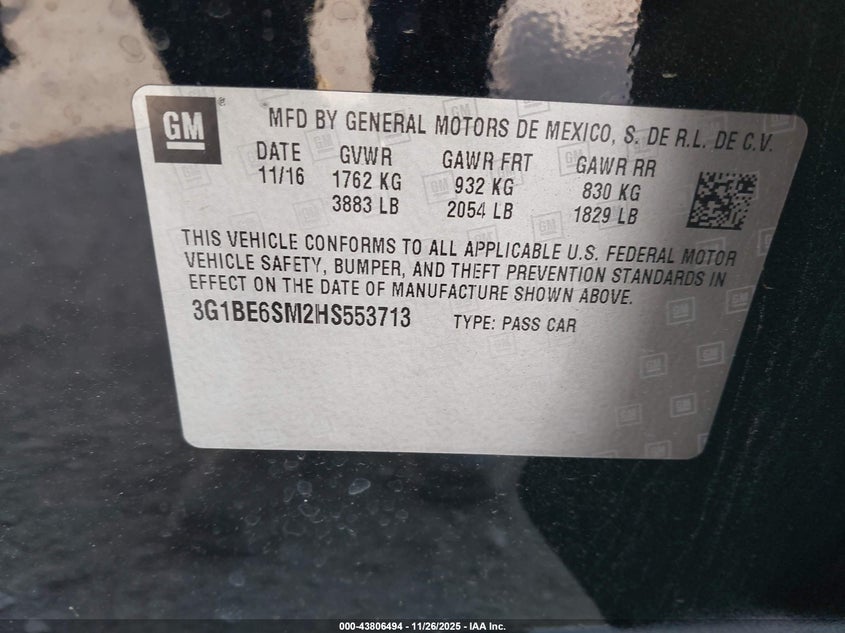 GM
MFD BY GENERAL MOTORS DE MEXICO, S. DE R.L. DE C.V.
DATE GVWR GAWR FRT GAWR RR
11/16 1762 KG 932 KG 830 KG
3883 LB 2054 LB 1829 LB
THIS VEHICLE CONFORMS TO ALL APPLICABLE U.S. FEDERAL MOTOR
VEHICLE SAFETY, BUMPER, AND THEFT PREVENTION STANDARDS IN
EFFECT ON THE DATE OF MANUFACTURE SHOWN ABOVE.
3G1BE6SM2HS553713 TYPE: PASS CAR
000-43806494 - 11/26/2025 - IAA Inc.